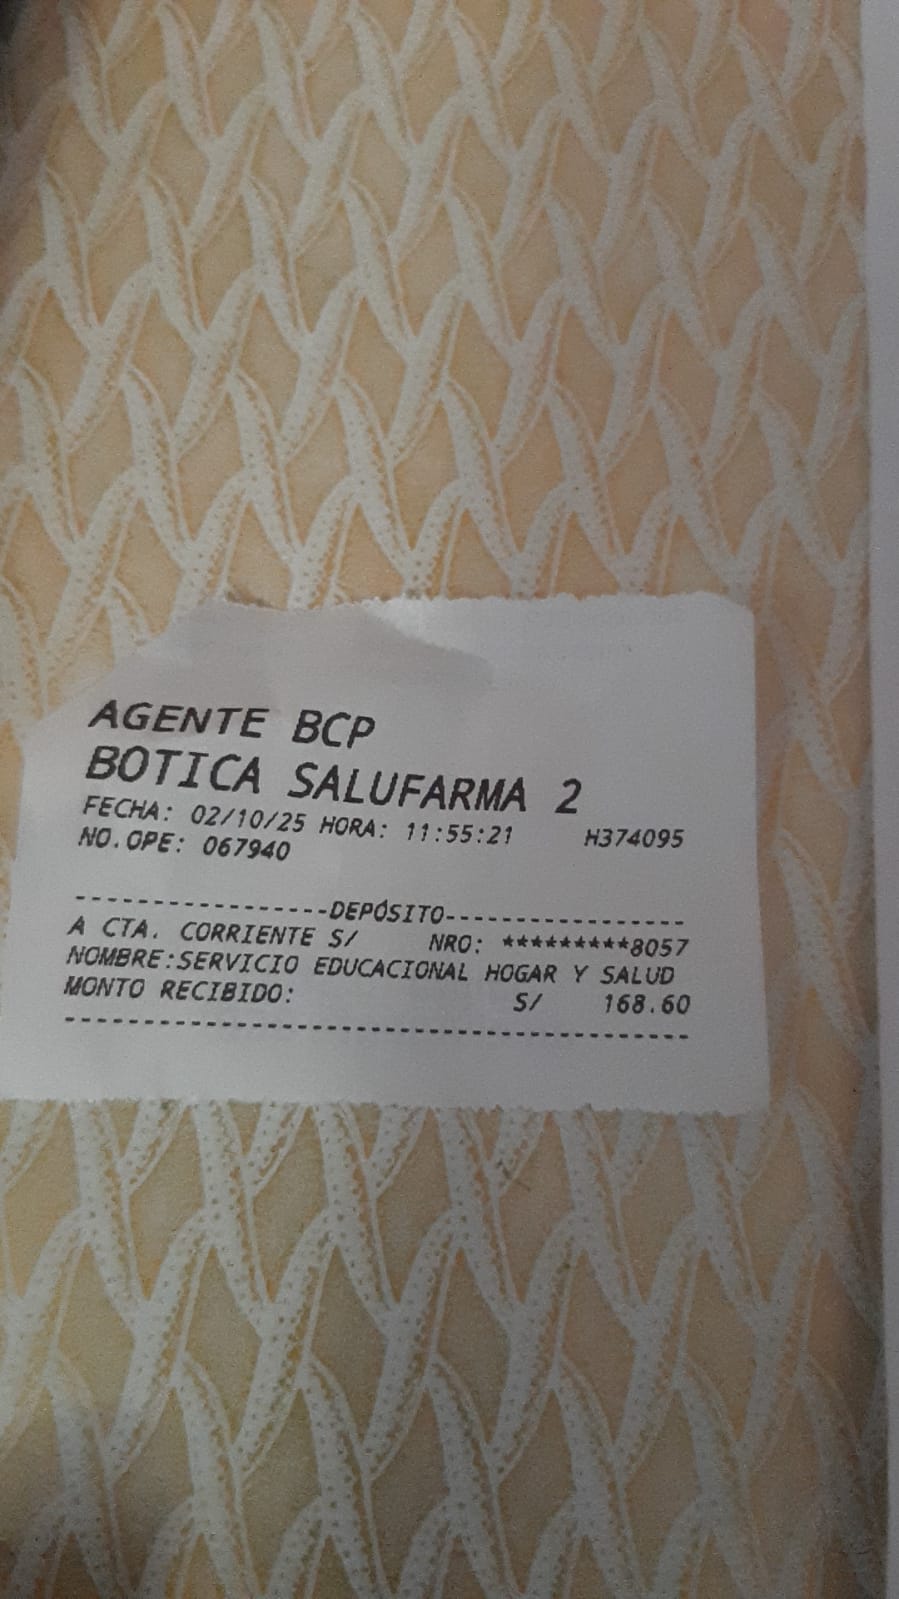 AGENTE BCP
BOTICA SALUFARMA 2
FECHA: 02/10/25 HORA: 11:55:21 H374095
NO.OPE: 067940
-----------------DEPÓSITO-----------------
A CTA. CORRIENTE S/ NRO: *********8057
NOMBRE:SERVICIO EDUCACIONAL HOGAR Y SALUD
MONTO RECIBIDO: S/ 168.60
------------------------------------------